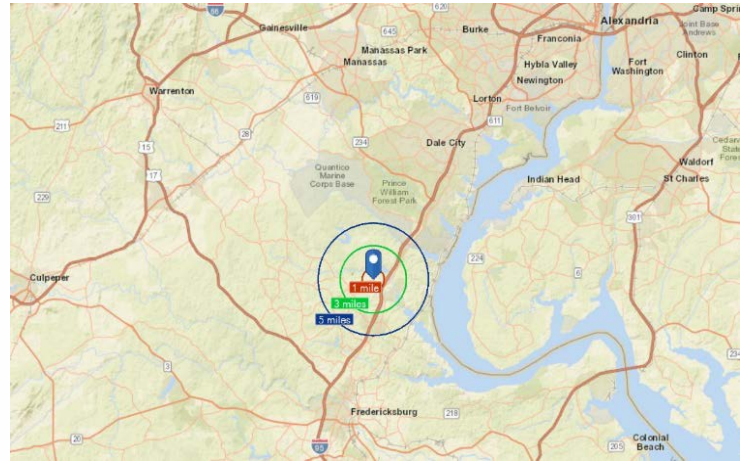 66
Gainesville
645
Burke
Alexandria
Camp Sprin
Joint Base
Andrews
Manassas Park
Manassas
Franconia
Hybla Valley
Newington
Fort
Washington
Clinton
Warrenton
619
Lorton
Fort Belvoir
611
211
28
234
Dale City
15
Cedarv
State
Fores
17
Quantico
Marine
Corps Base
Prince
William
Forest Park
Indian Head
Waldorf
St Charles
229
301
224
6
Culpeper
1 mile
3 miles
5 miles
3
234
Fredericksburg
218
20
95
205
Colonial
Beach